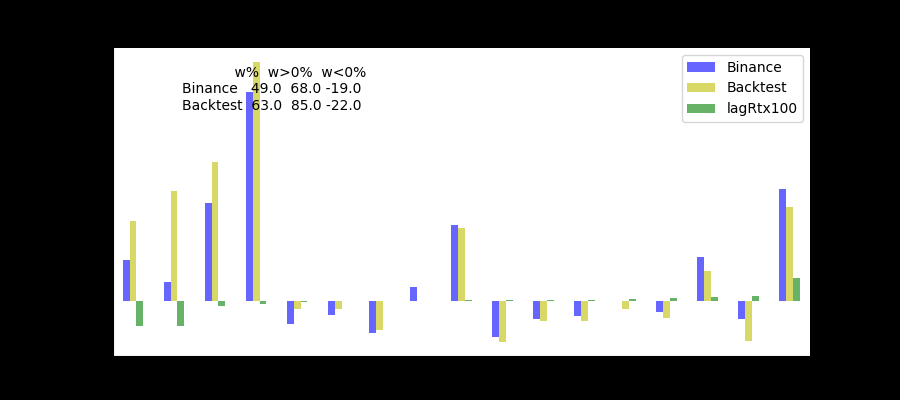 w%  w>0%  w<0%
Binance   49.0  68.0 -19.0
Backtest  63.0  85.0 -22.0
Binance
Backtest
lagRtx100